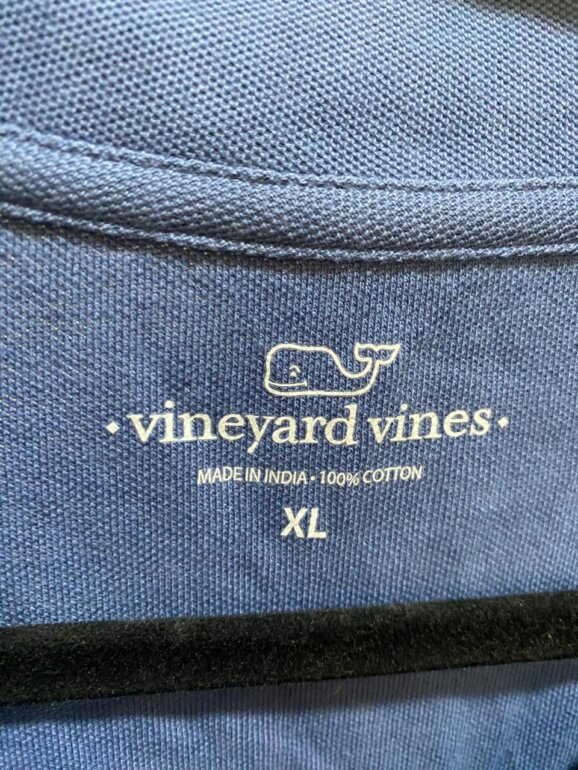 • vineyard vines •
MADE IN INDIA • 100% COTTON
XL